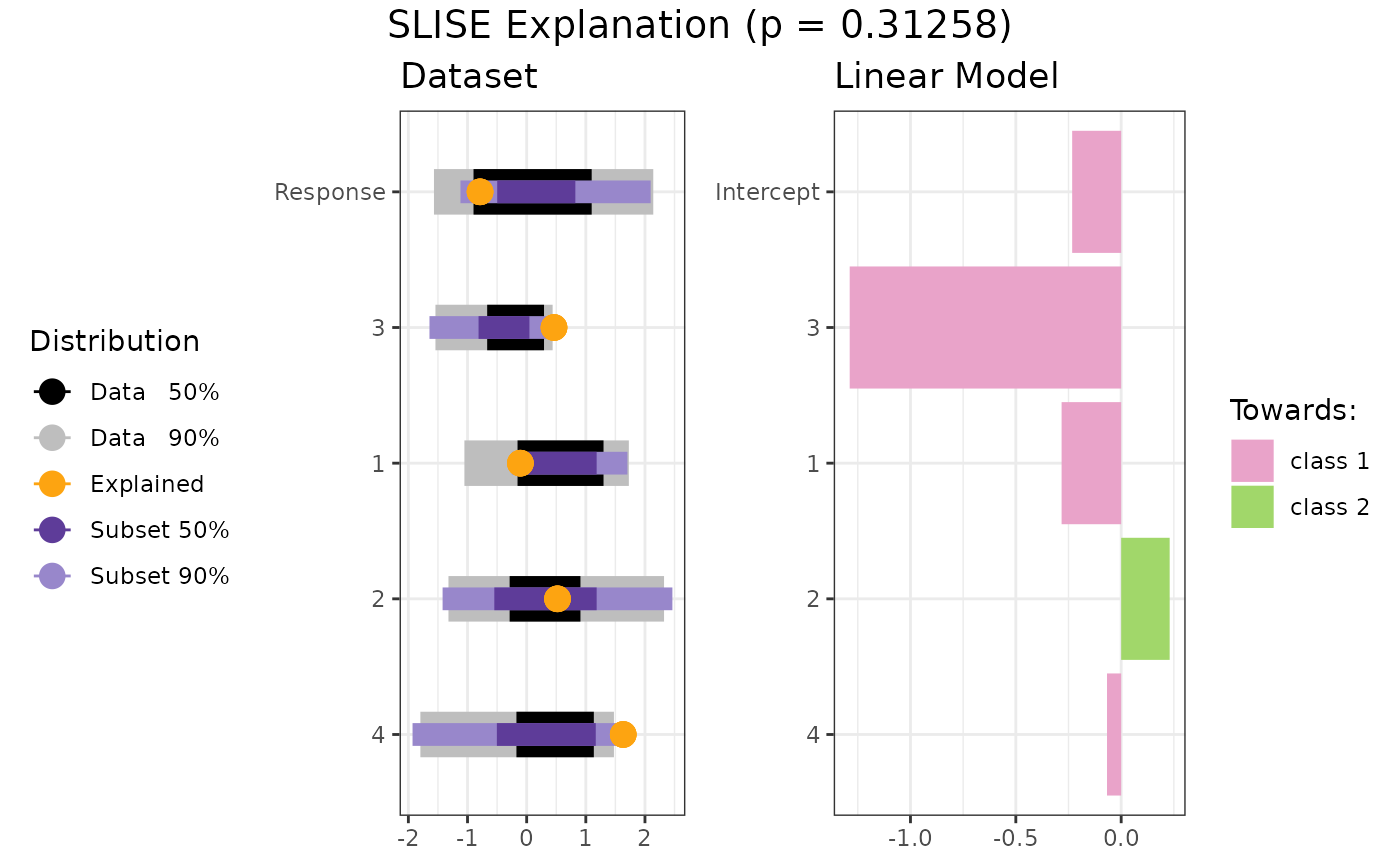 SLISE Explanation (p = 0.31258)
Dataset
Linear Model
Response
3
1
2
4
-2 -1 0 1 2
Intercept
3
1
2
4
-1.0 -0.5 0.0
Distribution
Data 50%
Data 90%
Explained
Subset 50%
Subset 90%
Towards:
class 1
class 2